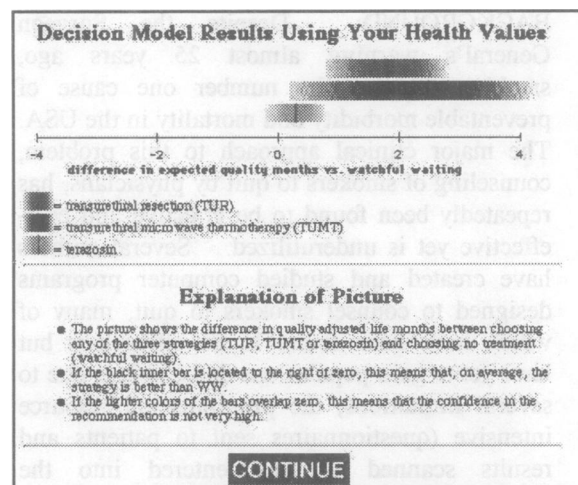 Decision Model Results Using Your Health Values
-4 -2 0 2
difference in expected quality months vs. watchful waiting
= transurethral resection (TUR)
= transurethral microwave thermotherapy (TUMT)
= terazosin
Explanation of Picture
The picture shows the difference in quality adjusted life months between choosing
any of the three strategies (TUR, TUMT or terazosin) and choosing no treatment
(watchful waiting).
If the black inner bar is located to the right of zero, this means that on average, the
strategy is better than WW.
If the lighter colors of the bars overlap zero, this means that the confidence in the
recommendation is not very high.
CONTINUE